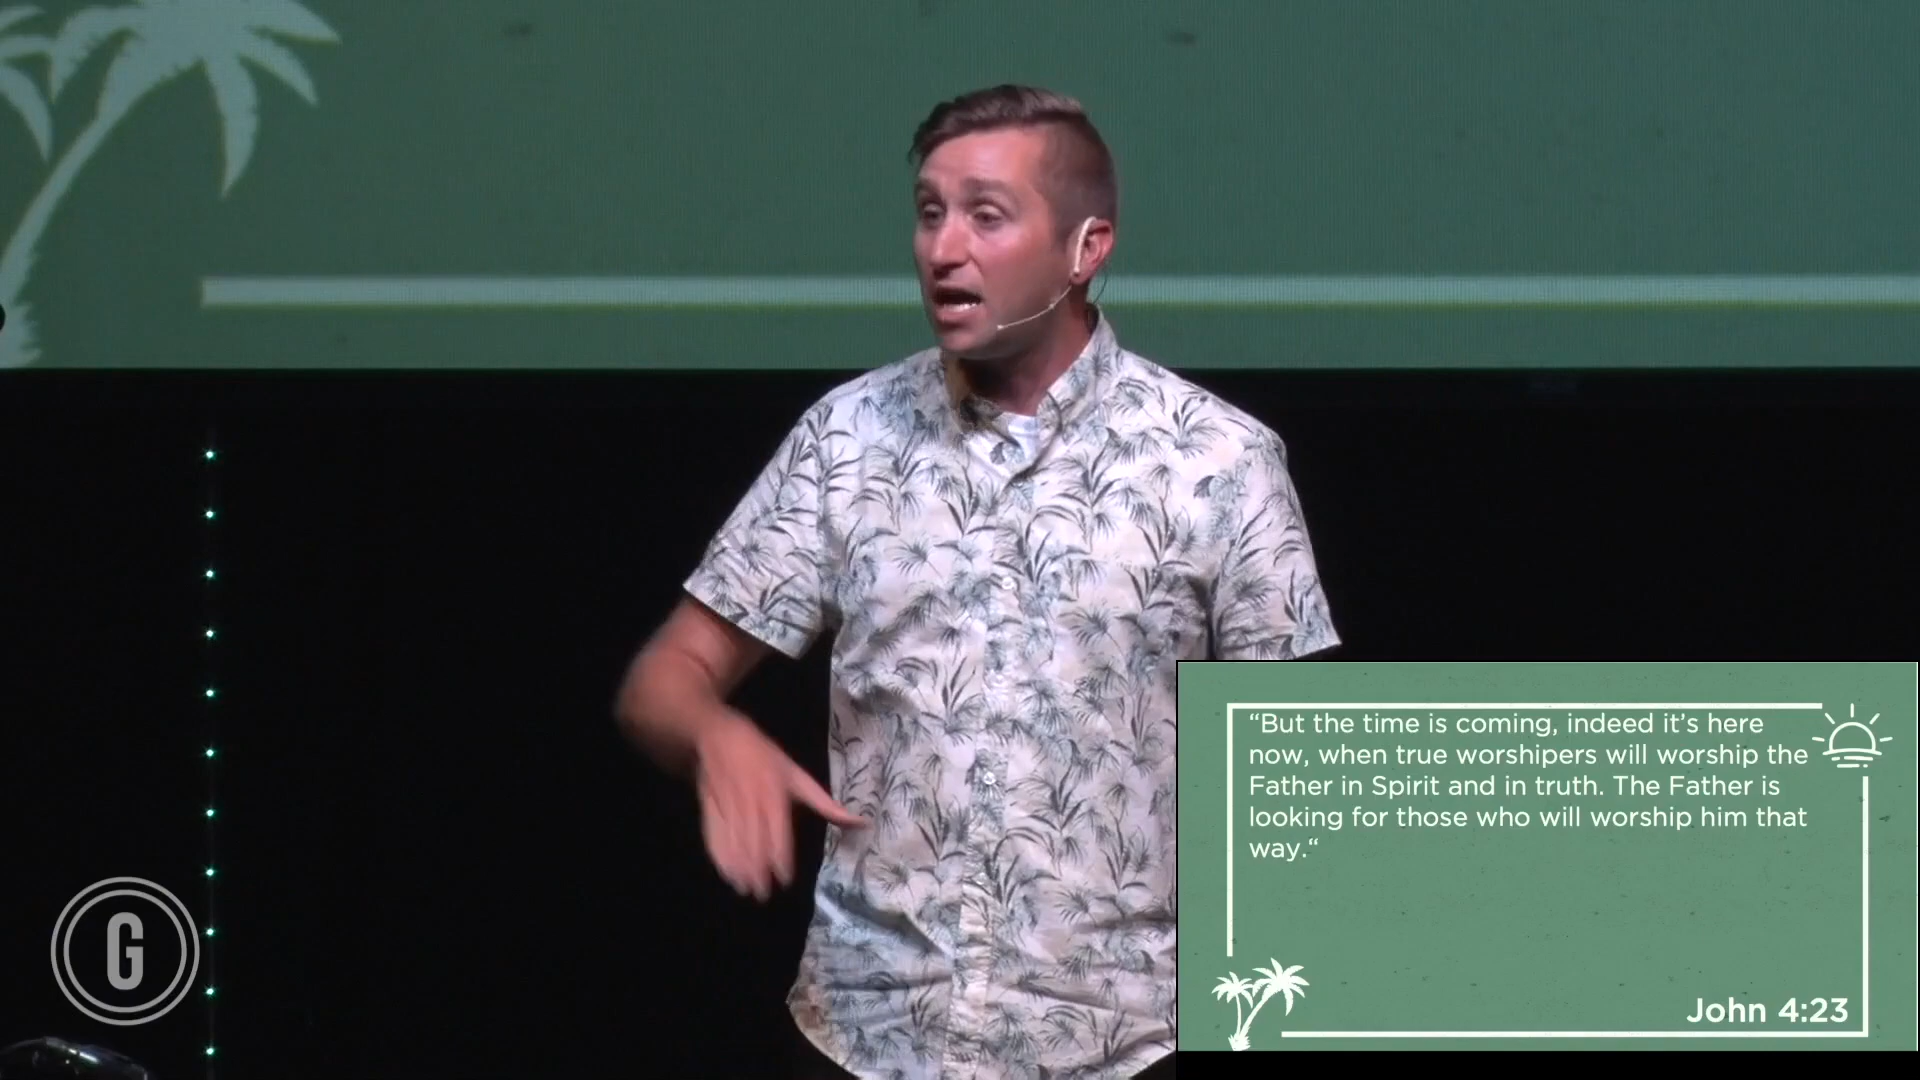 “But the time is coming, indeed it’s here
now, when true worshipers will worship the
Father in Spirit and in truth. The Father is
looking for those who will worship him that
way.“
John 4:23
G